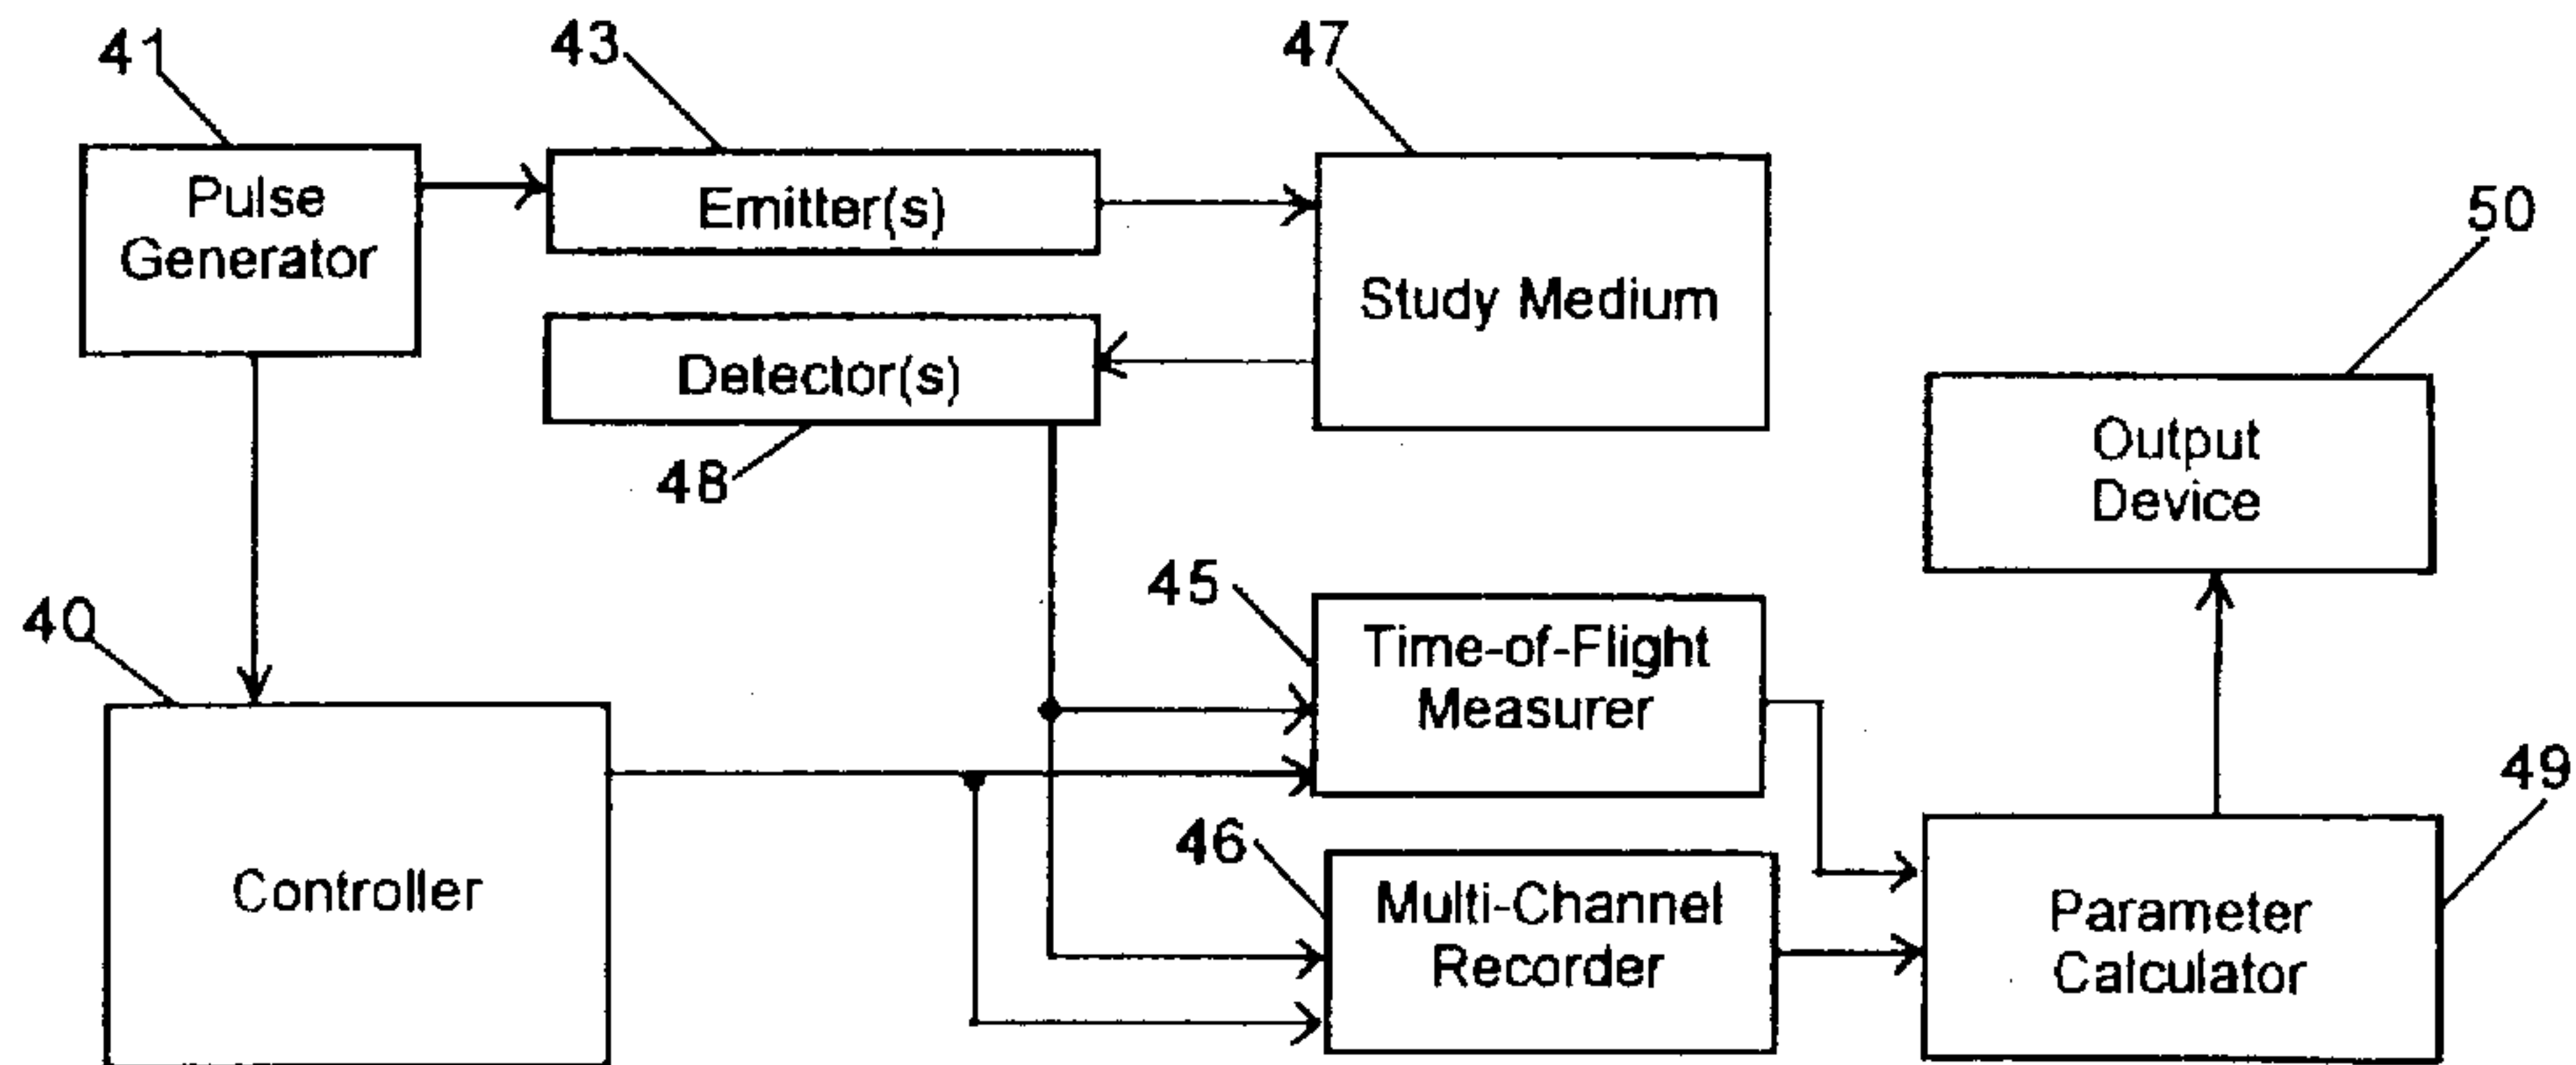 41
43
47
Pulse
Generator
Emitter(s)
Study Medium
50
Detector(s)
48
Output
Device
45
40
Time-of-Flight
Measurer
49
46
Controller
Multi-Channel
Recorder
Parameter
Calculator